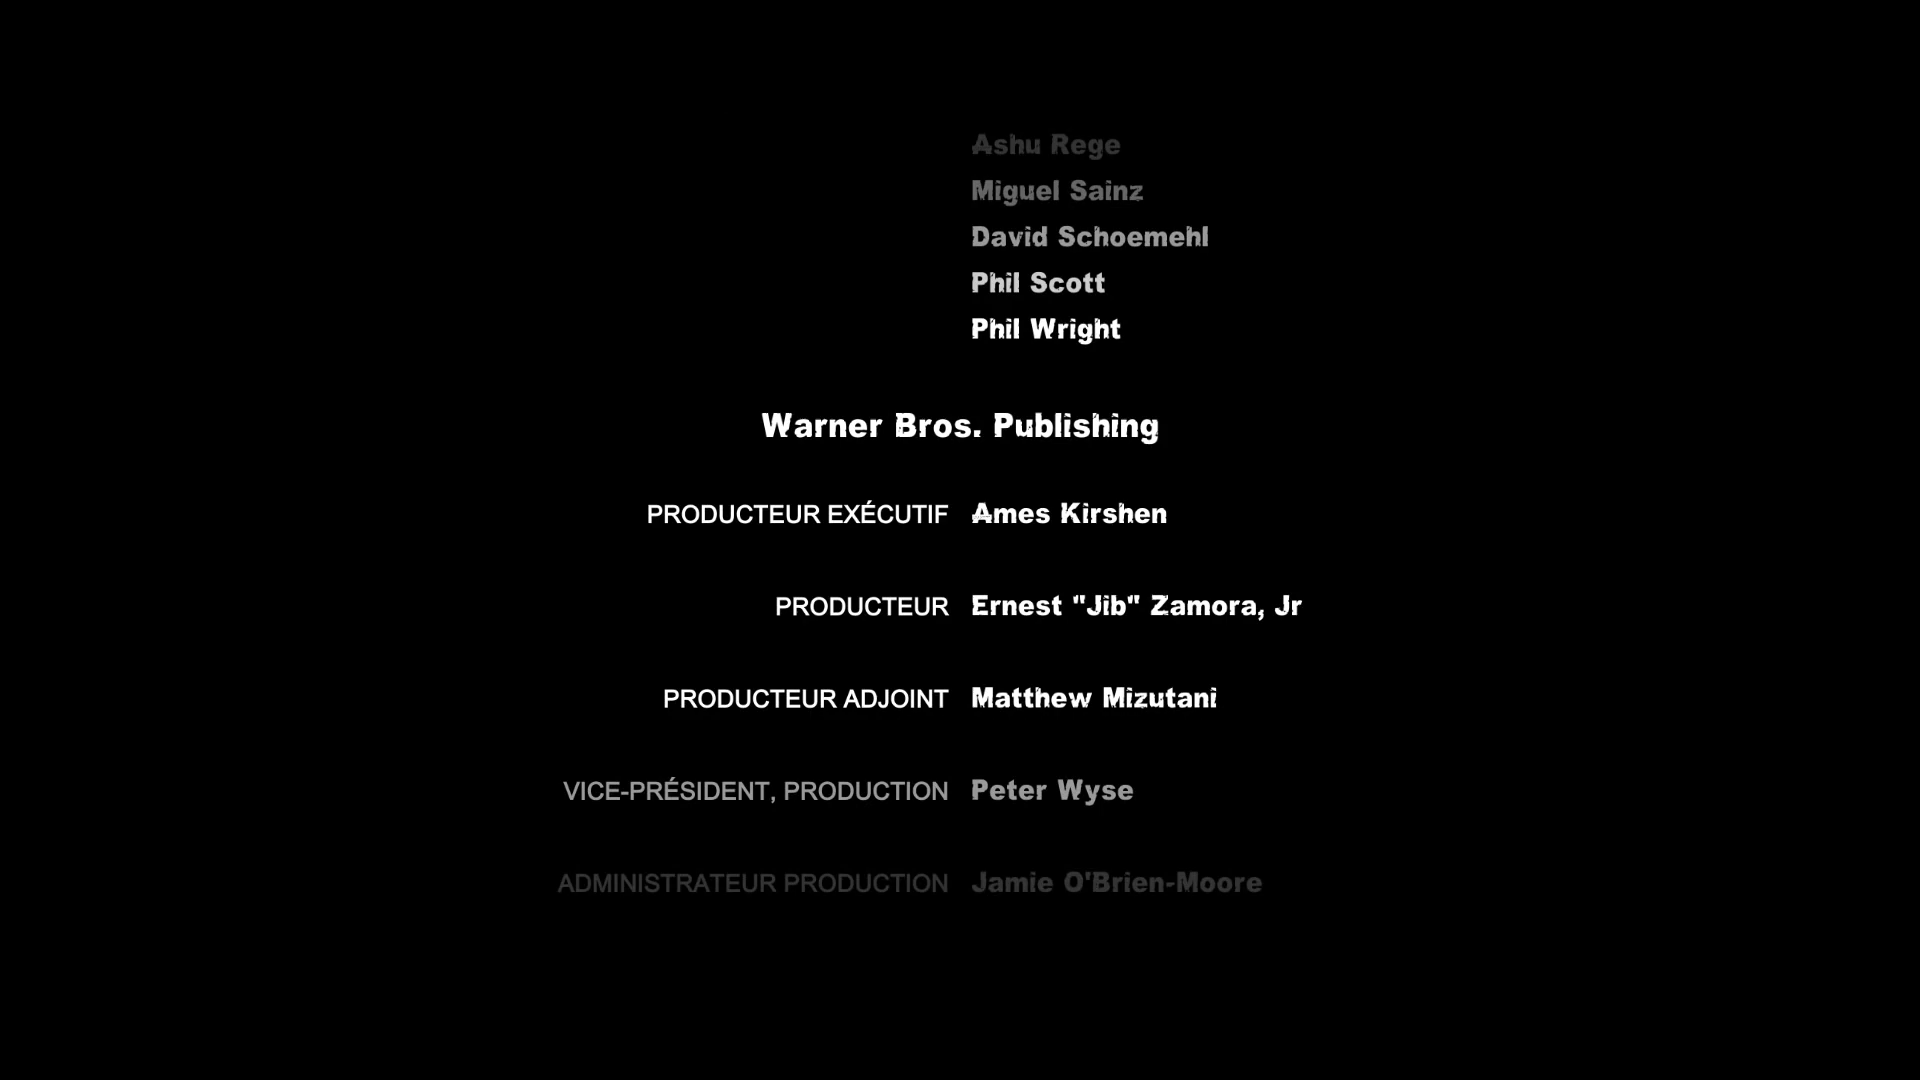 Ashu Rege
Miguel Sainz
David Schoemehl
Phil Scott
Phil Wright
Warner Bros. Publishing
PRODUCTEUR EXÉCUTIF Ames Kirshen
PRODUCTEUR Ernest "Jib" Zamora, Jr
PRODUCTEUR ADJOINT Matthew Mizutani
VICE-PRÉSIDENT, PRODUCTION Peter Wyse
ADMINISTRATEUR PRODUCTION Jamie O'Brien-Moore